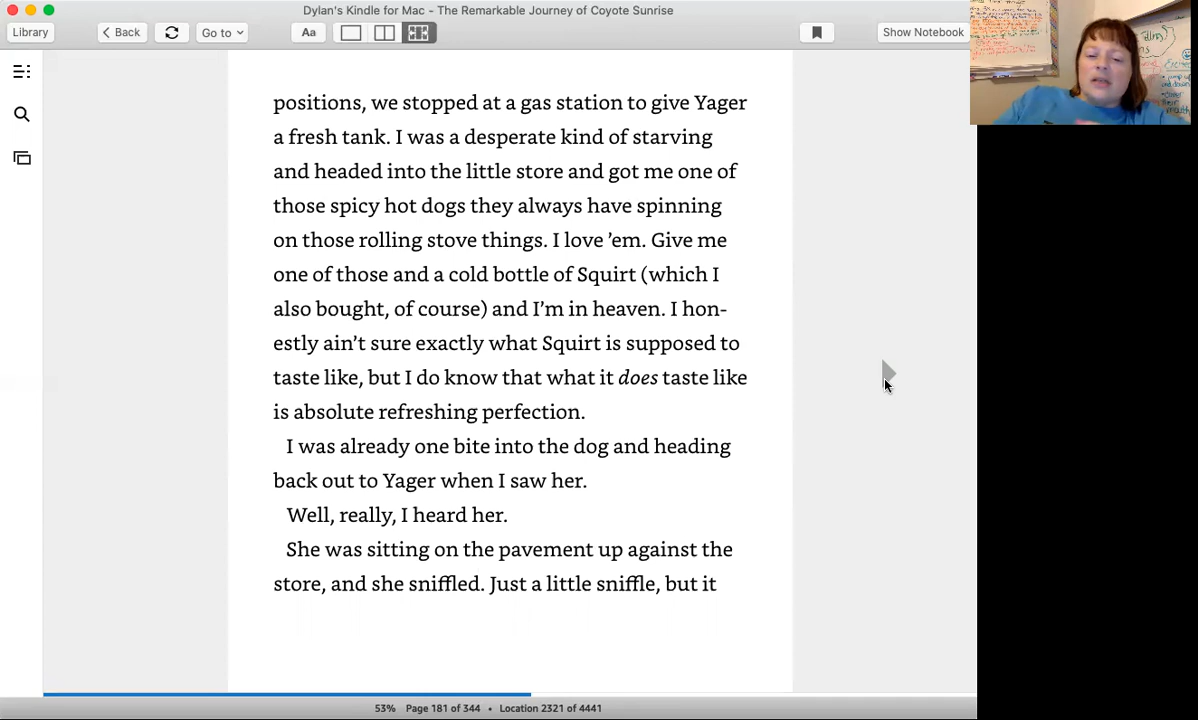 Dylan's Kindle for Mac - The Remarkable Journey of Coyote Sunrise
Library
Back
Go to
Aa
Show Notebook
positions, we stopped at a gas station to give Yager
a fresh tank. I was a desperate kind of starving
and headed into the little store and got me one of
those spicy hot dogs they always have spinning
on those rolling stove things. I love ’em. Give me
one of those and a cold bottle of Squirt (which I
also bought, of course) and I’m in heaven. I hon-
estly ain’t sure exactly what Squirt is supposed to
taste like, but I do know that what it does taste like
is absolute refreshing perfection.
I was already one bite into the dog and heading
back out to Yager when I saw her.
Well, really, I heard her.
She was sitting on the pavement up against the
store, and she sniffled. Just a little sniffle, but it
53% Page 181 of 344 • Location 2321 of 4441